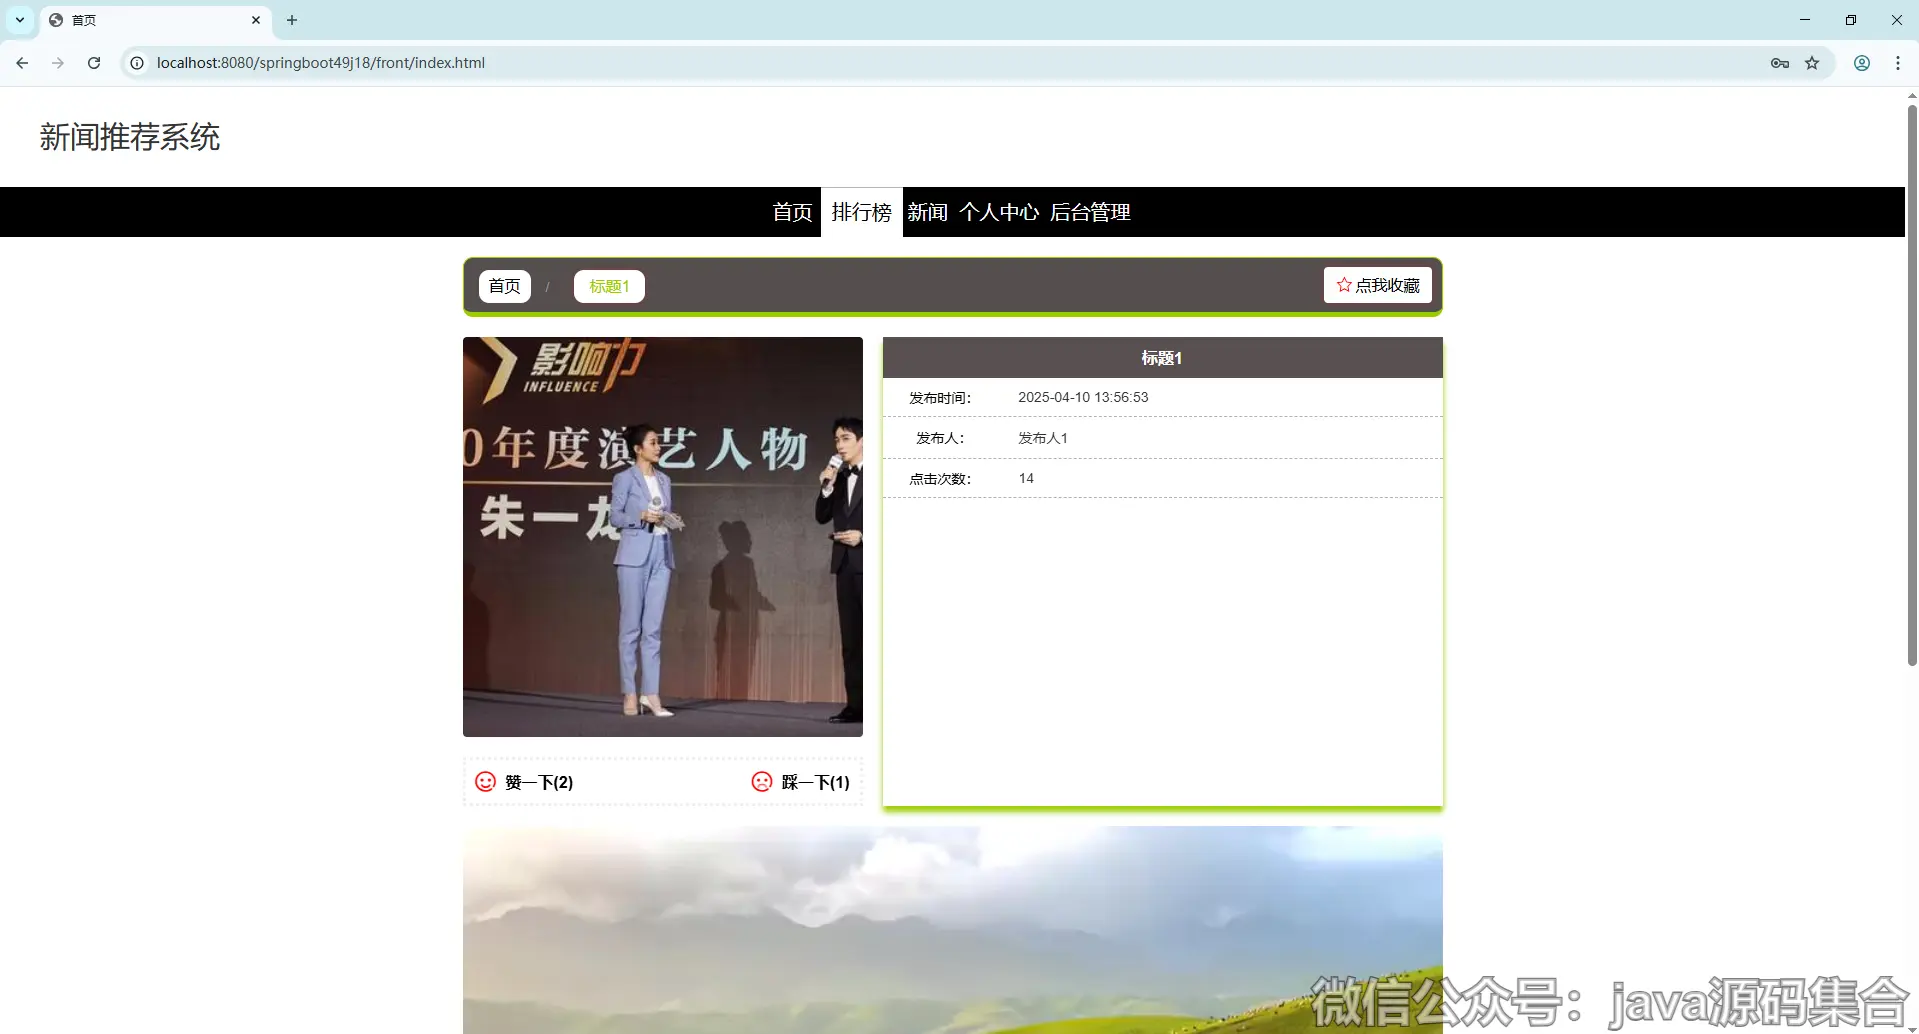 首页
localhost:8080/springboot49j18/front/index.html
新闻推荐系统
首页 排行榜 新闻 个人中心 后台管理
首页 / 标题1 点我收藏
影响力
INFLUENCE
0年度演艺人物
朱一龙
标题1
发布时间： 2025-04-10 13:56:53
发布人： 发布人1
点击次数： 14
赞一下(2) 踩一下(1)
微信公众号：java源码集合